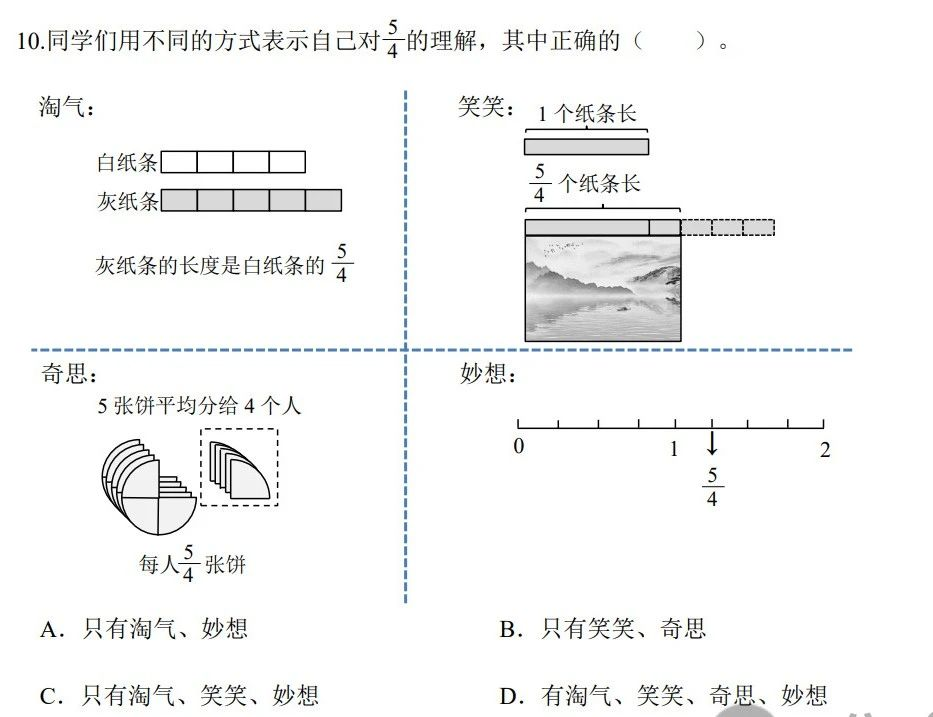 10.同学们用不同的方式表示自己对5/4的理解，其中正确的（　　）。
淘气：
白纸条
灰纸条
灰纸条的长度是白纸条的 5/4
笑笑：
1 个纸条长
5/4 个纸条长
奇思：
5 张饼平均分给 4 个人
每人5/4张饼
妙想：
0 1 2
5/4
A．只有淘气、妙想
B．只有笑笑、奇思
C．只有淘气、笑笑、妙想
D．有淘气、笑笑、奇思、妙想